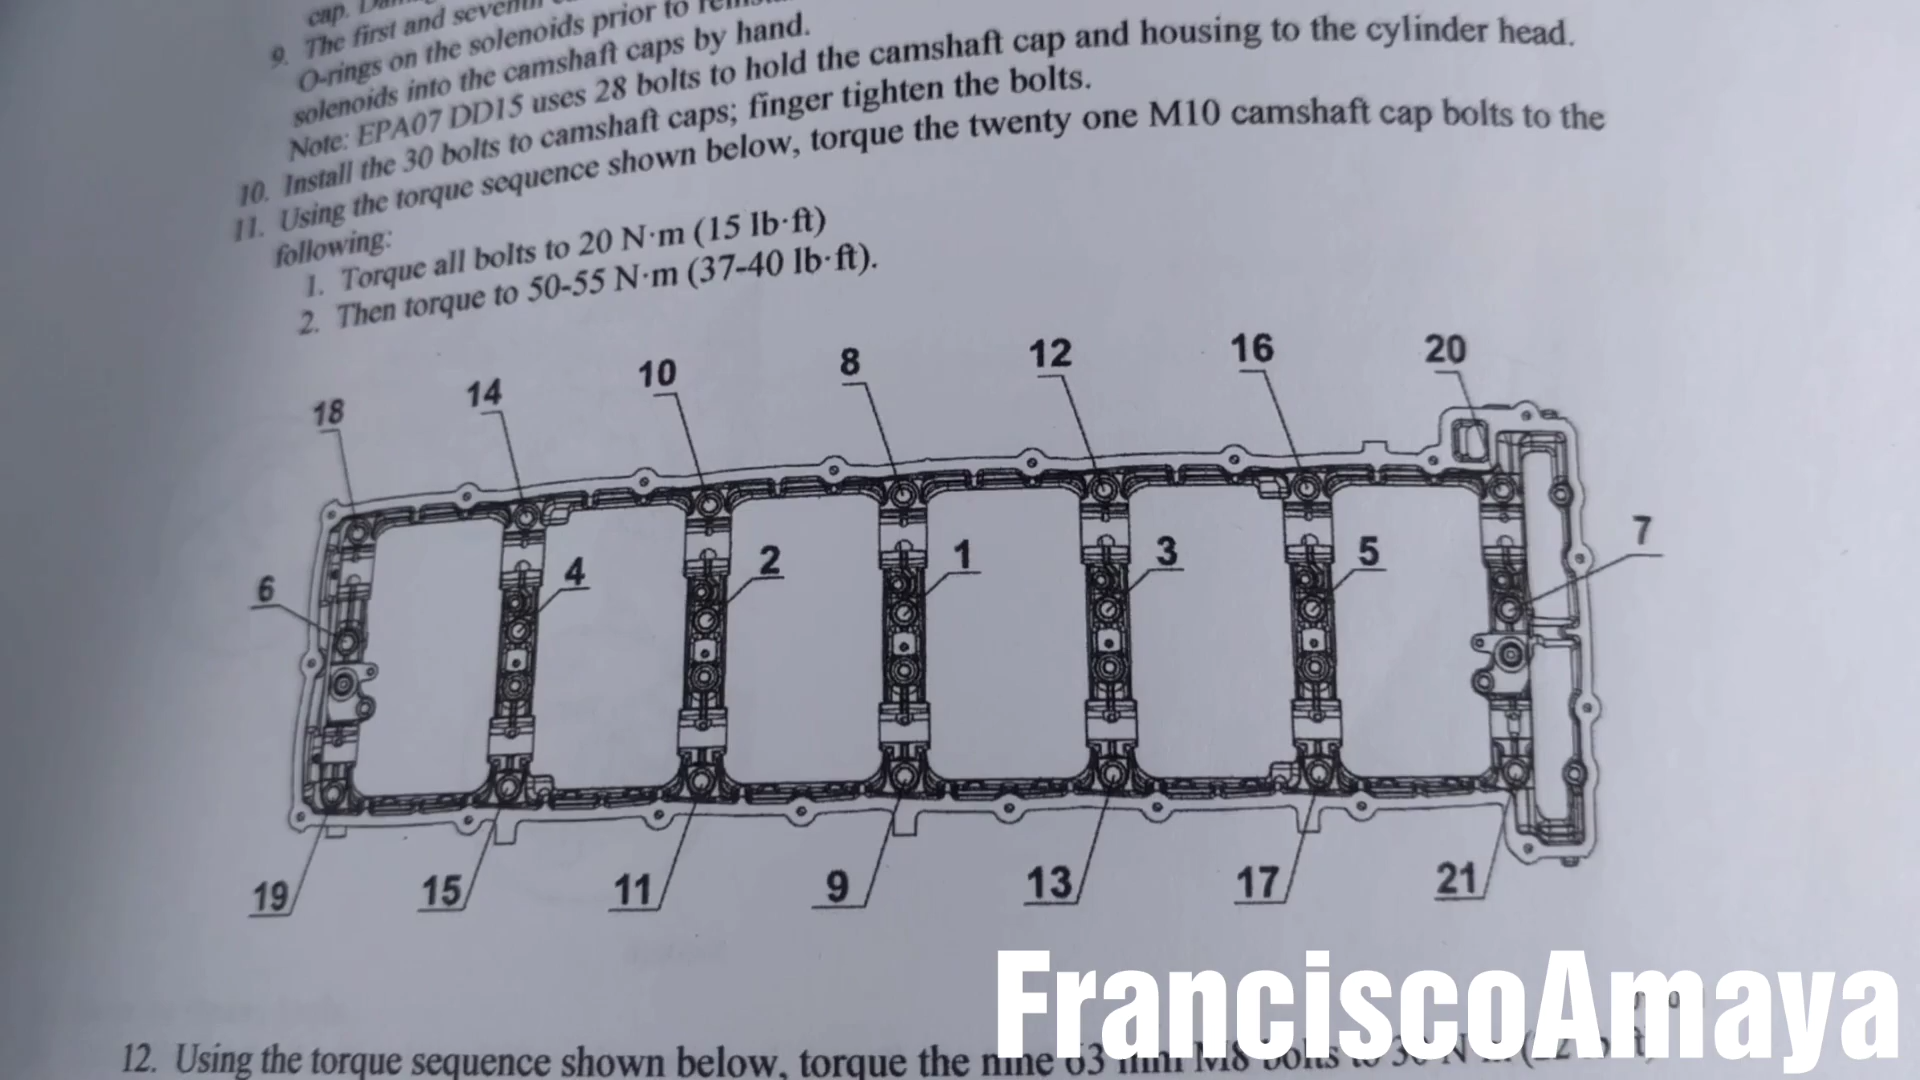 cap.
9. The first and seventh
O-rings on the solenoids prior to
solenoids into the camshaft caps by hand.
Note: EPA07 DD15 uses 28 bolts to hold the camshaft cap and housing to the cylinder head.
10. Install the 30 bolts to camshaft caps; finger tighten the bolts.
11. Using the torque sequence shown below, torque the twenty one M10 camshaft cap bolts to the
following:
1. Torque all bolts to 20 N·m (15 lb·ft)
2. Then torque to 50-55 N·m (37-40 lb·ft).
18 14 10 8 12 16 20
6 4 2 1 3 5 7
19 15 11 9 13 17 21
FranciscoAmaya
12. Using the torque sequence shown below, torque the nine 63 mm M8 bolts to 30 N·m